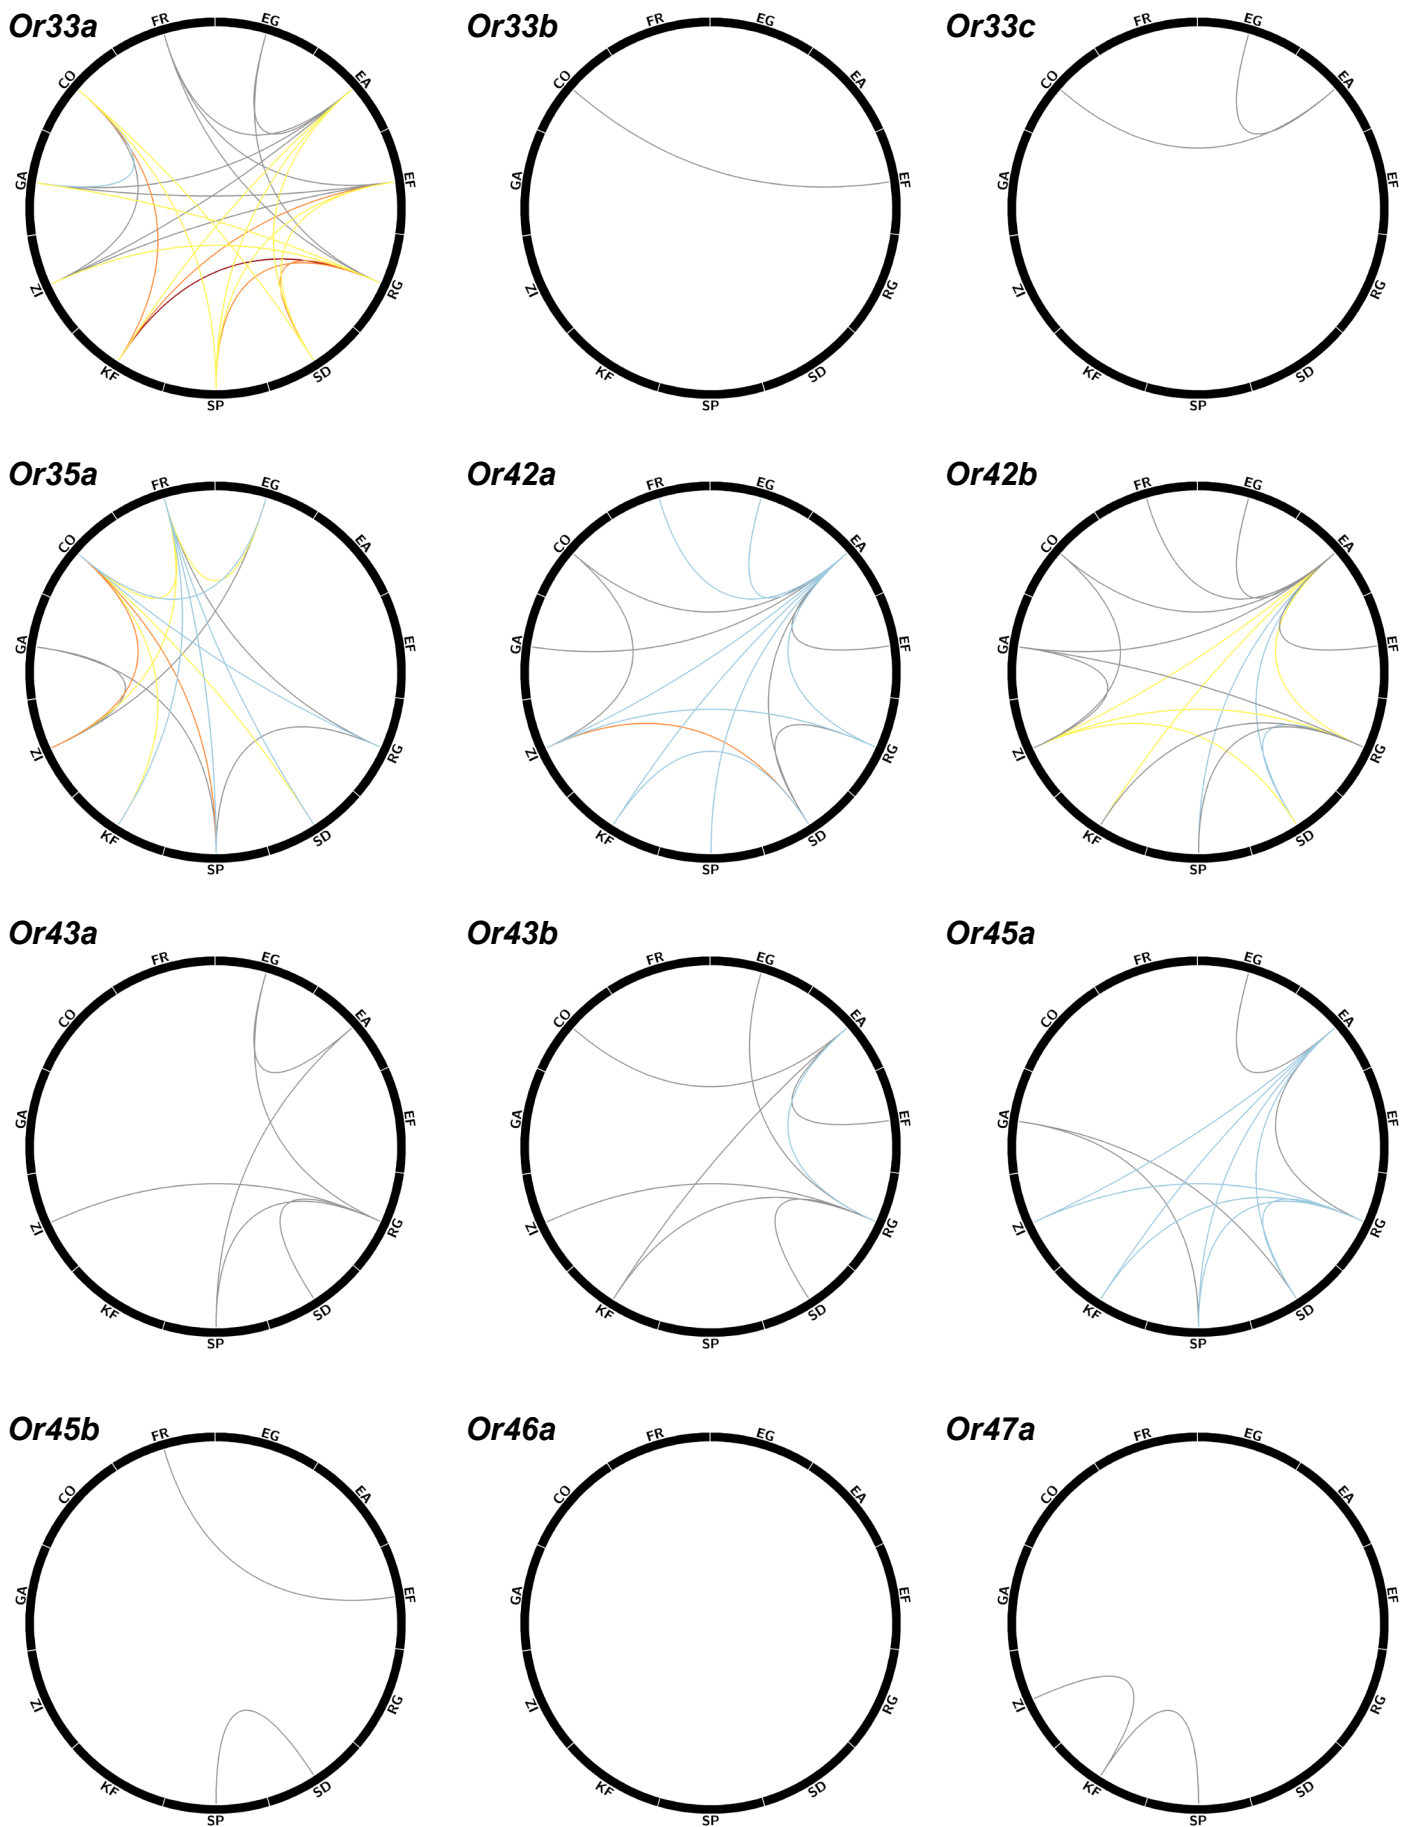 Or33a
Or33b
Or33c
FR EG EA EF RG SD SP KF ZI GA CO
FR EG EA EF RG SD SP KF ZI GA CO
FR EG EA EF RG SD SP KF ZI GA CO
Or35a
Or42a
Or42b
FR EG EA EF RG SD SP KF ZI GA CO
FR EG EA EF RG SD SP KF ZI GA CO
FR EG EA EF RG SD SP KF ZI GA CO
Or43a
Or43b
Or45a
FR EG EA EF RG SD SP KF ZI GA CO
FR EG EA EF RG SD SP KF ZI GA CO
FR EG EA EF RG SD SP KF ZI GA CO
Or45b
Or46a
Or47a
FR EG EA EF RG SD SP KF ZI GA CO
FR EG EA EF RG SD SP KF ZI GA CO
FR EG EA EF RG SD SP KF ZI GA CO